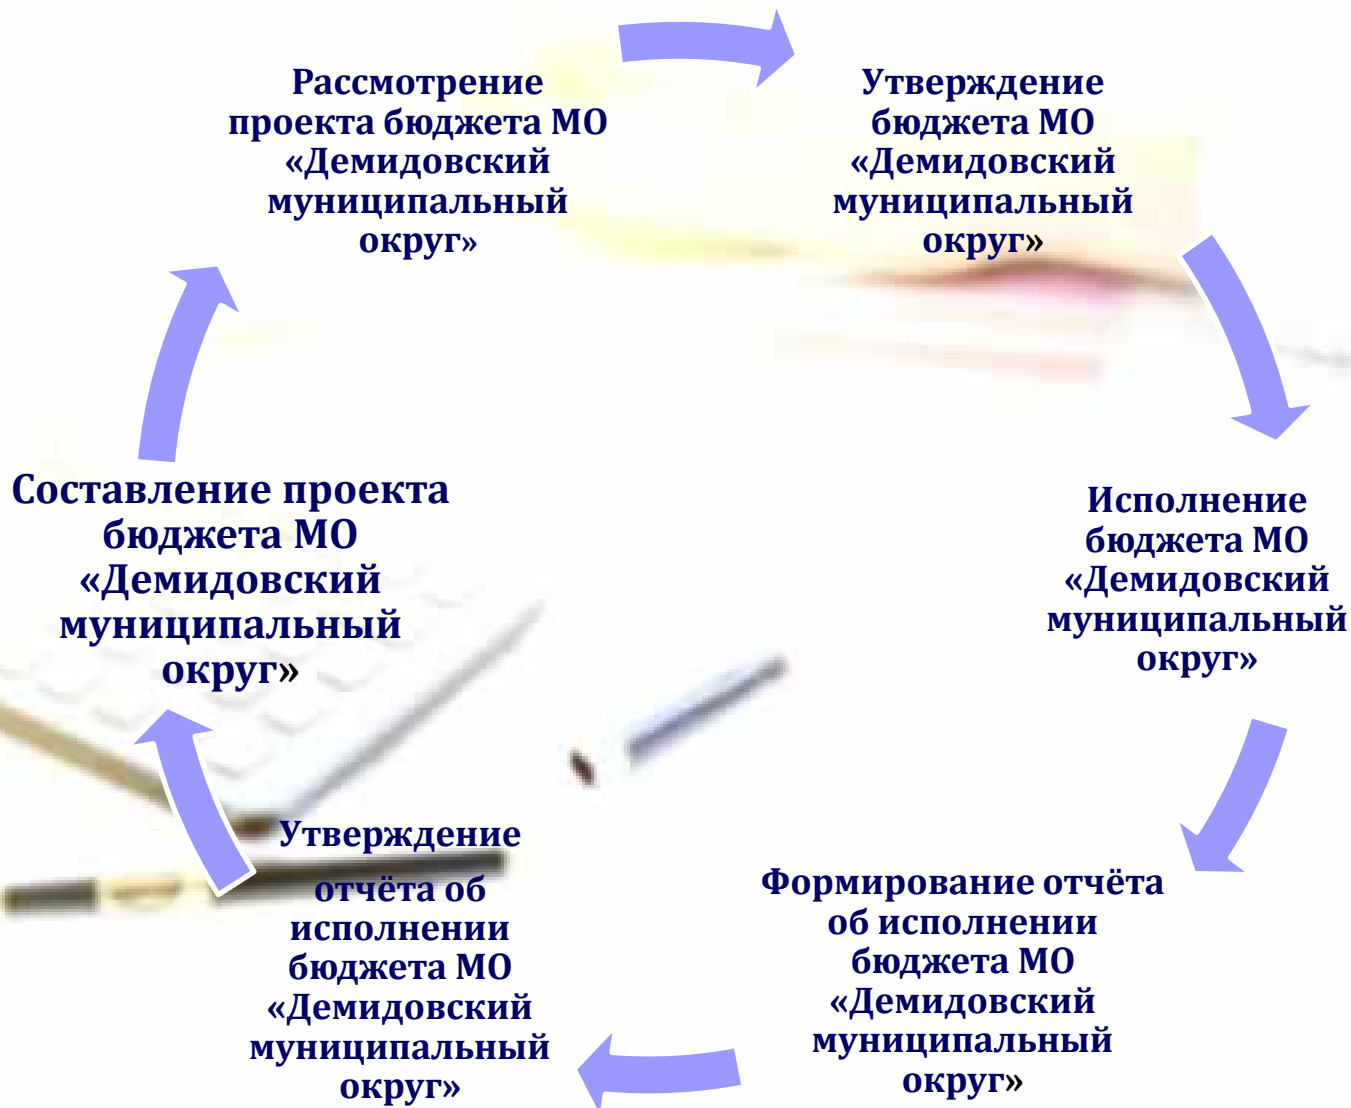 Рассмотрение
проекта бюджета МО
«Демидовский
муниципальный
округ»
Утверждение
бюджета МО
«Демидовский
муниципальный
округ»
Исполнение
бюджета МО
«Демидовский
муниципальный
округ»
Формирование отчёта
об исполнении
бюджета МО
«Демидовский
муниципальный
округ»
Утверждение
отчёта об
исполнении
бюджета МО
«Демидовский
муниципальный
округ»
Составление проекта
бюджета МО
«Демидовский
муниципальный
округ»